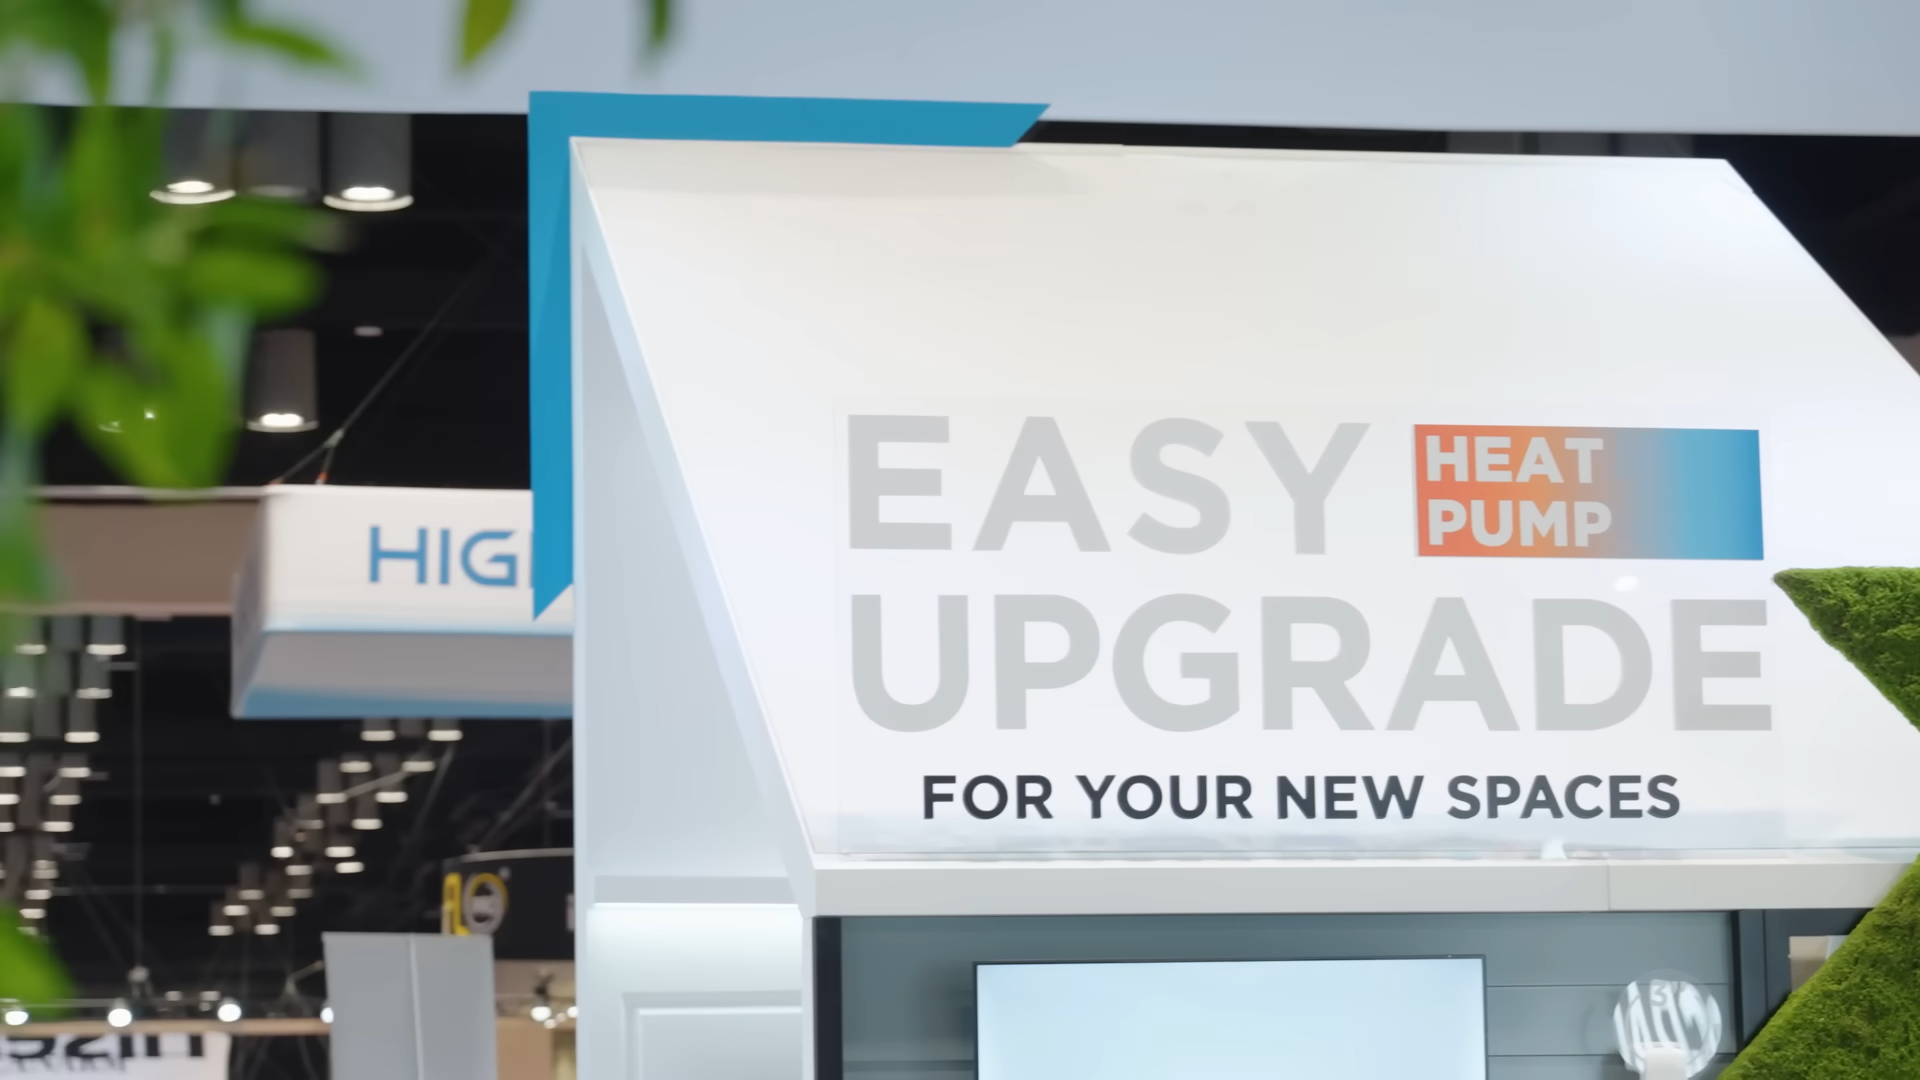 EASY
HEAT
PUMP
UPGRADE
FOR YOUR NEW SPACES
HIG